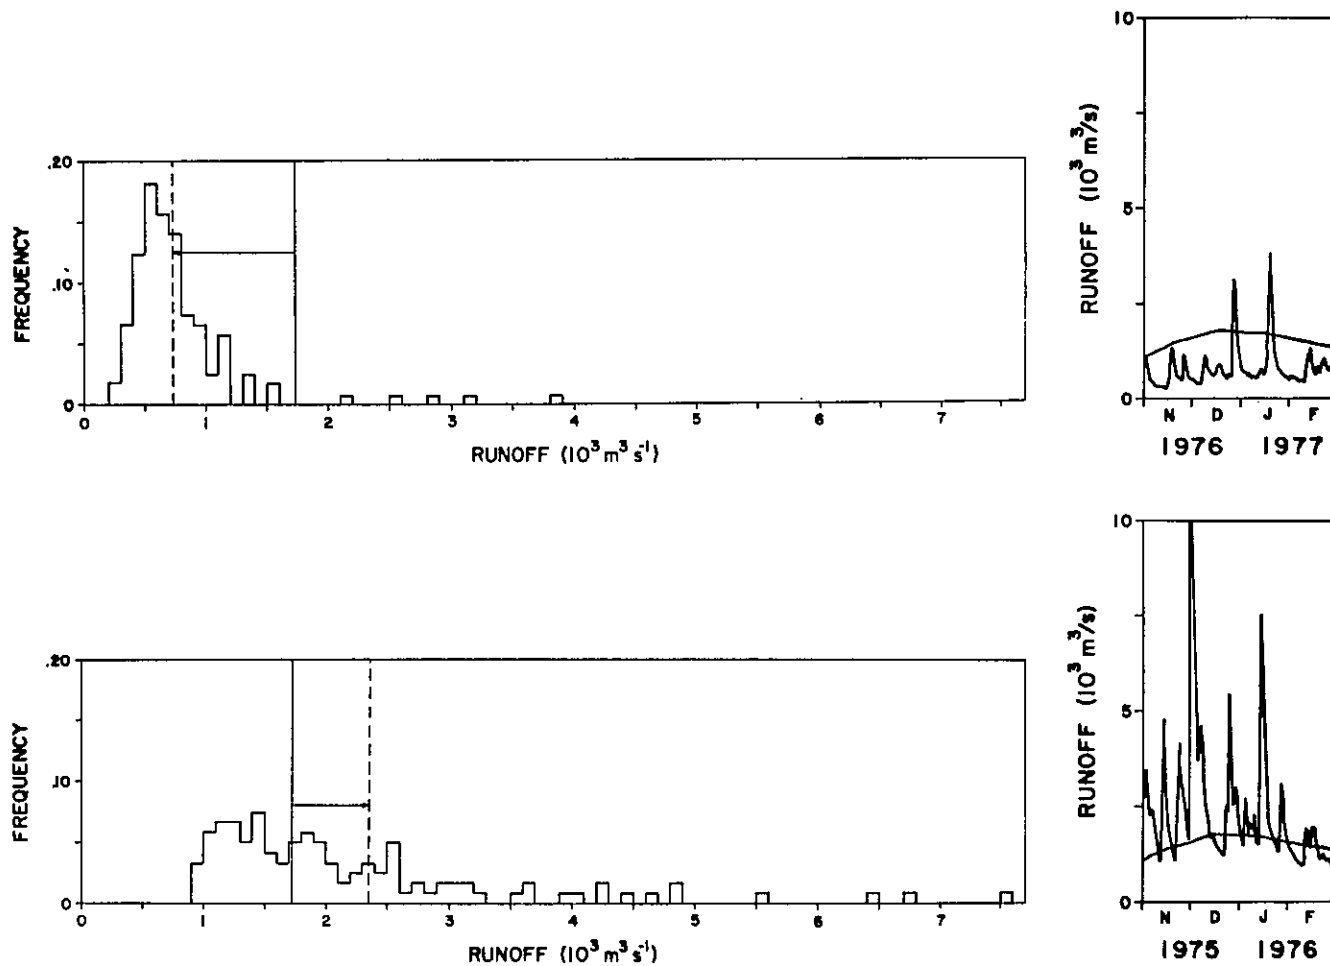 .20
.10
0
FREQUENCY
0 1 2 3 4 5 6 7
RUNOFF (10³ m³ s⁻¹)
10
5
0
RUNOFF (10³ m³/s)
N D J F
1976 1977
.20
.10
0
FREQUENCY
0 1 2 3 4 5 6 7
RUNOFF (10³ m³ s⁻¹)
10
5
0
RUNOFF (10³ m³/s)
N D J F
1975 1976